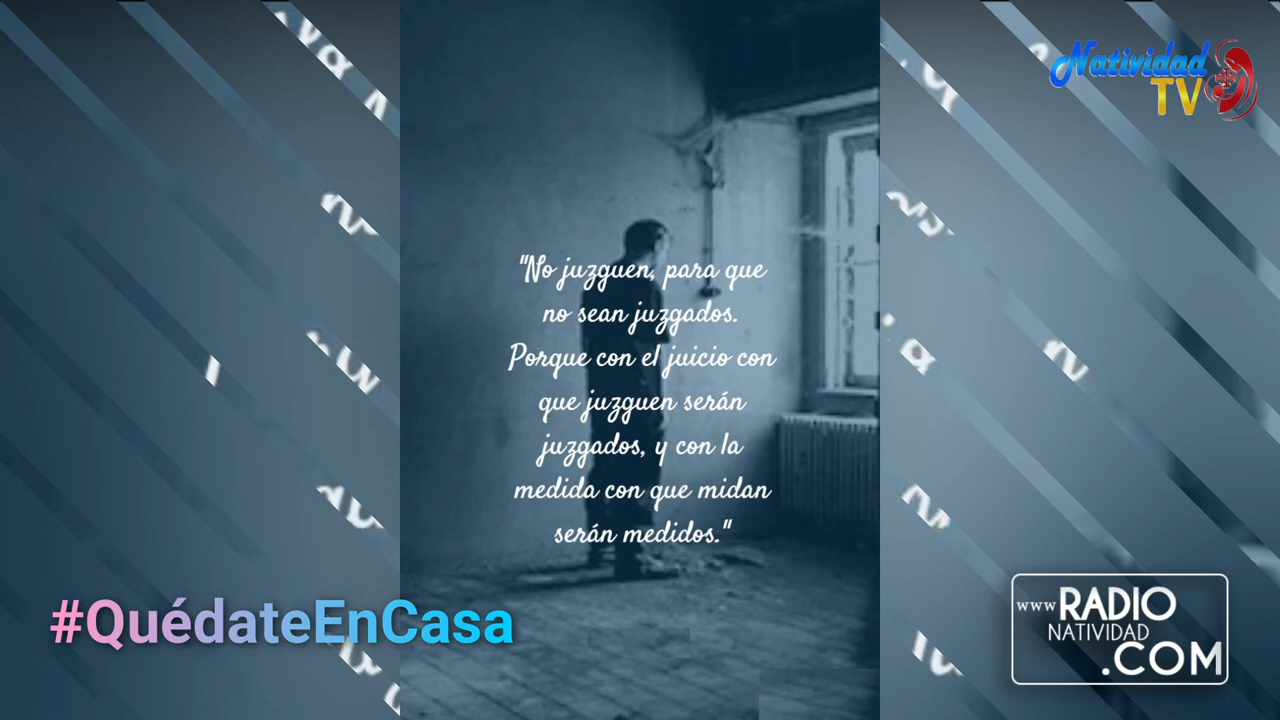 Natividad
TV
"No juzguen, para que
no sean juzgados.
Porque con el juicio con
que juzguen serán
juzgados, y con la
medida con que midan
serán medidos."
#QuédateEnCasa
www.RADIO
NATIVIDAD
.COM